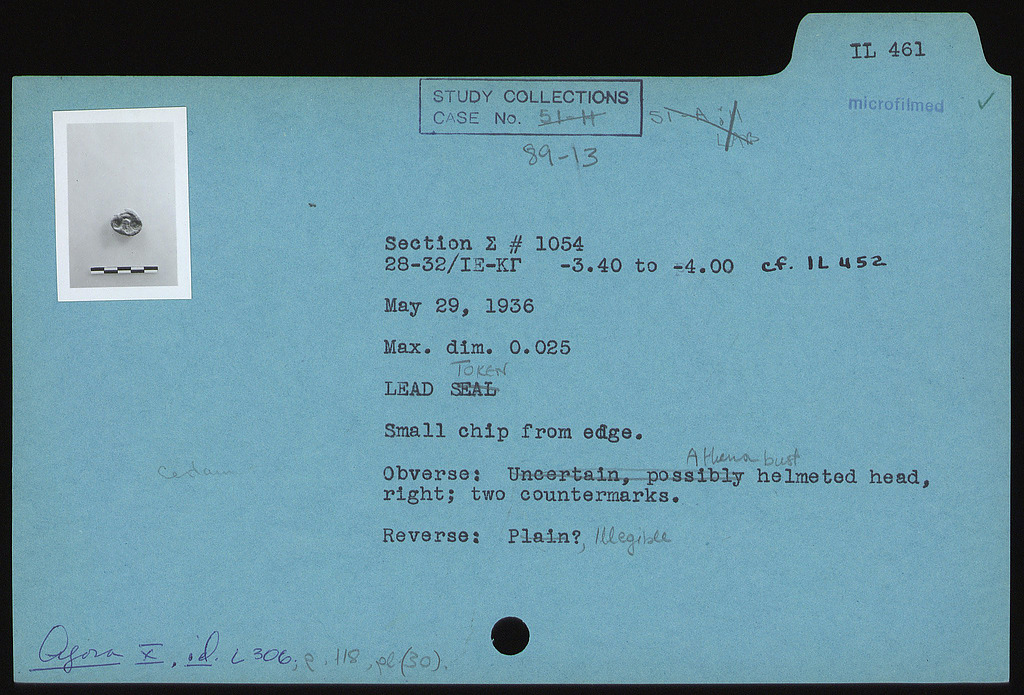 IL 461
microfilmed ✓
STUDY COLLECTIONS
CASE No. 51-H
89-13
Section Σ # 1054
28-32/ΙΕ-ΚΓ -3.40 to -4.00 cf. IL 452
May 29, 1936
Max. dim. 0.025
TOKEN
LEAD SEAL
Small chip from edge.
Athena bust
Obverse: Uncertain, possibly helmeted head,
right; two countermarks.
Reverse: Plain?, Illegible
Agora X, id. L 306, p. 118, pl (30).